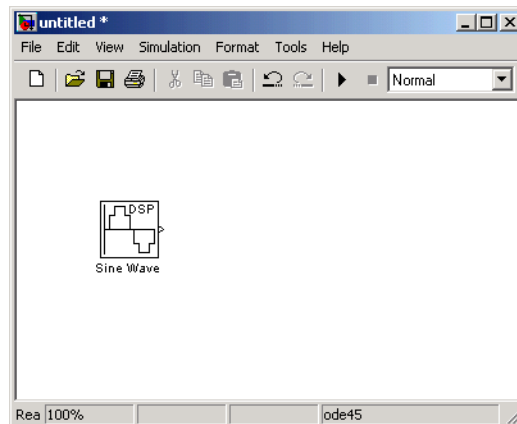 untitled *
File Edit View Simulation Format Tools Help
Normal
DSP
Sine Wave
Rea 100% ode45